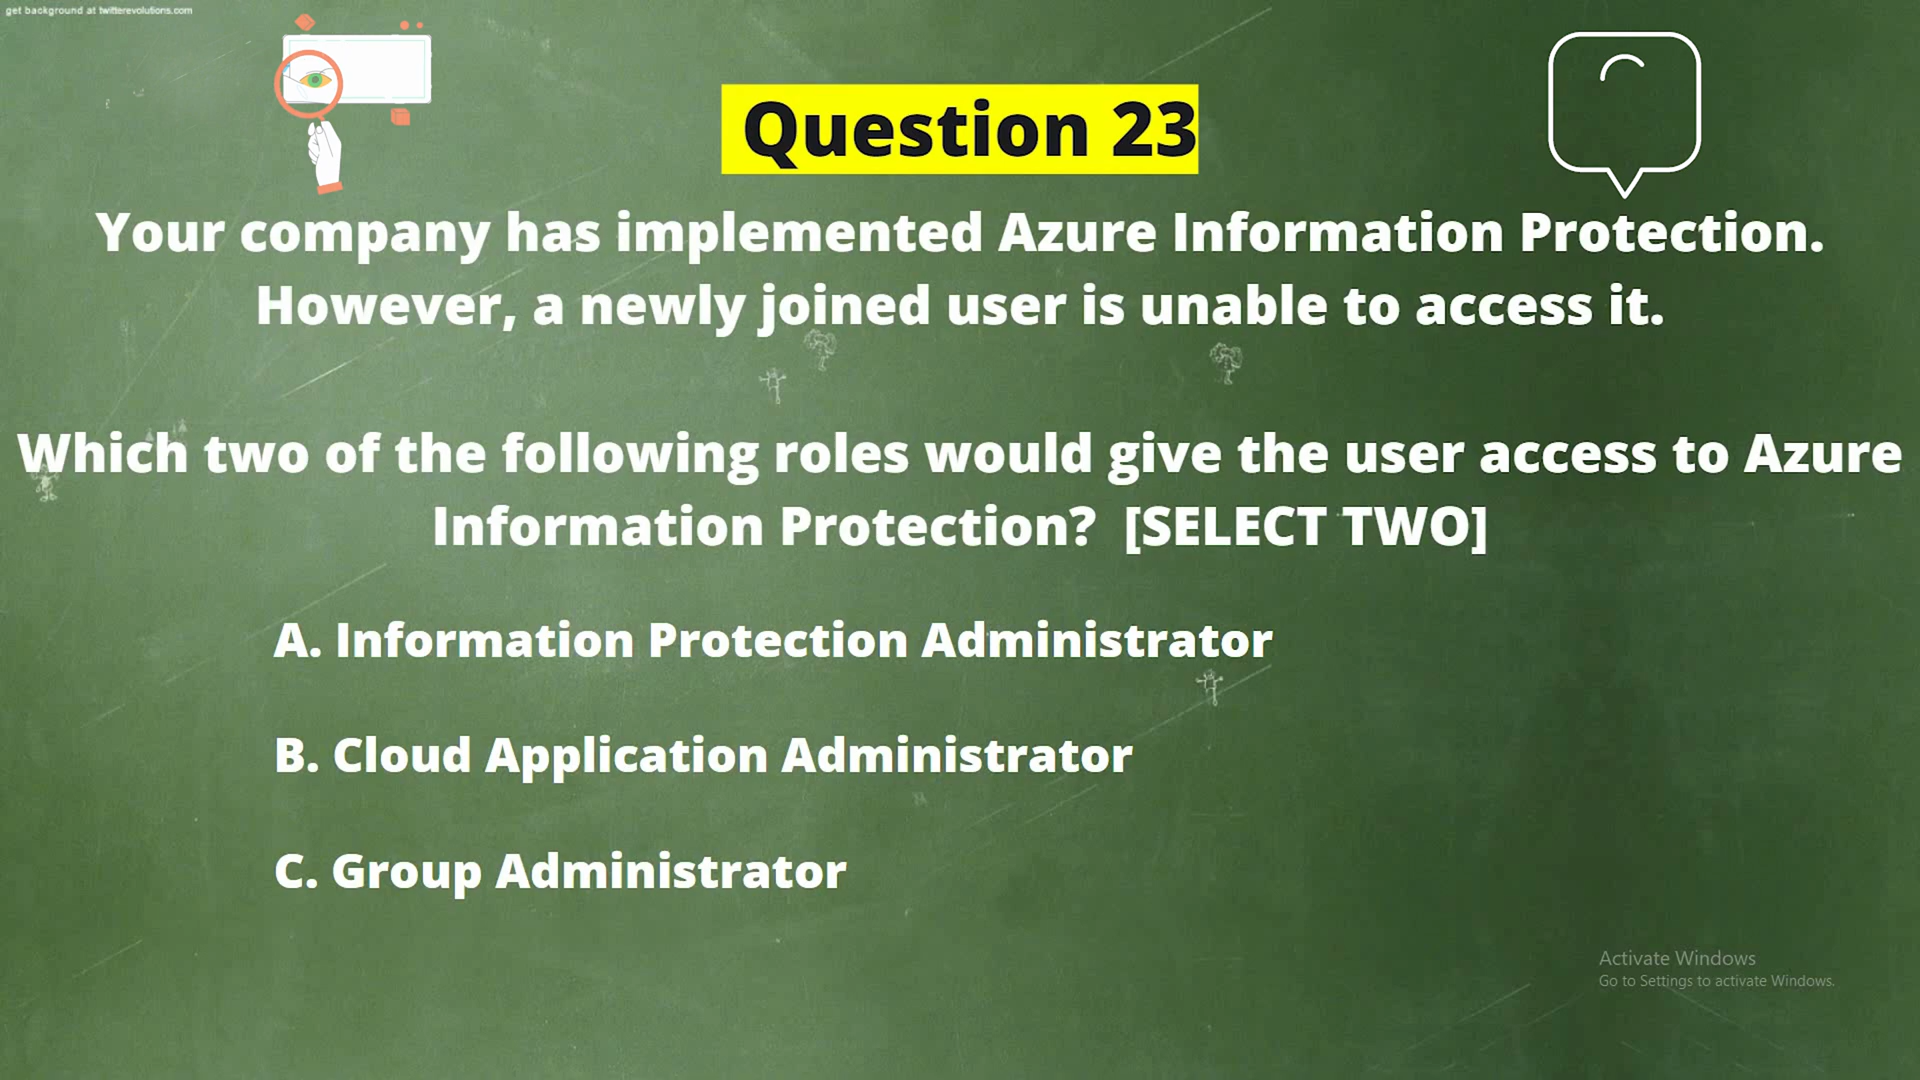 get background at twitterevolutions.com
Question 23
Your company has implemented Azure Information Protection.
However, a newly joined user is unable to access it.
Which two of the following roles would give the user access to Azure
Information Protection? [SELECT TWO]
A. Information Protection Administrator
B. Cloud Application Administrator
C. Group Administrator
Activate Windows
Go to Settings to activate Windows.